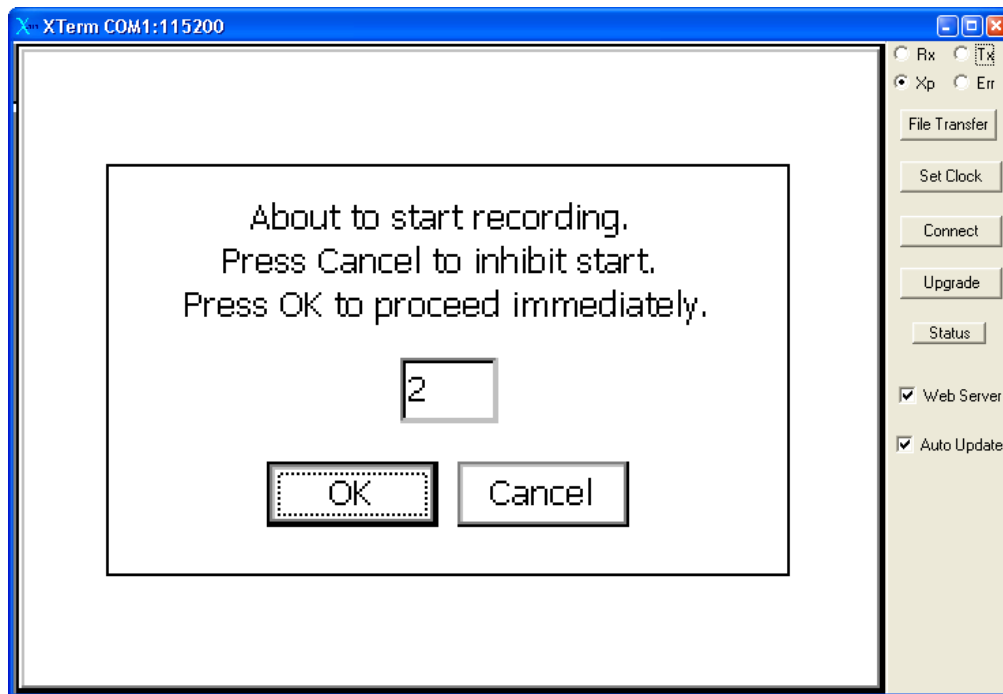 XTerm COM1:115200
Rx Tx
Xp Err
File Transfer
Set Clock
Connect
Upgrade
Status
Web Server
Auto Update
About to start recording.
Press Cancel to inhibit start.
Press OK to proceed immediately.
2
OK Cancel